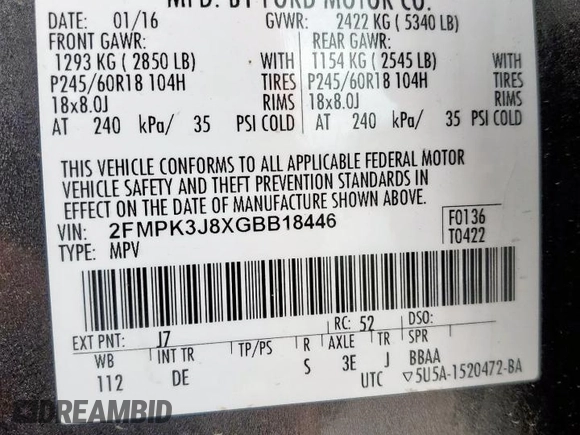 MFD. BY FORD MOTOR CO.
DATE: 01/16 GVWR: 2422 KG (5340 LB)
FRONT GAWR: REAR GAWR:
1293 KG (2850 LB) WITH 1154 KG (2545 LB) WITH
P245/60R18 104H TIRES P245/60R18 104H TIRES
18x8.0J RIMS 18x8.0J RIMS
AT 240 kPa/ 35 PSI COLD AT 240 kPa/ 35 PSI COLD
THIS VEHICLE CONFORMS TO ALL APPLICABLE FEDERAL MOTOR
VEHICLE SAFETY AND THEFT PREVENTION STANDARDS IN
EFFECT ON THE DATE OF MANUFACTURE SHOWN ABOVE.
VIN: 2FMPK3J8XGBB18446 F0136
TYPE: MPV T0422
EXT PNT: J7 RC: 52 DSO:
WB INT TR TP/PS R AXLE TR SPR
112 DE S 3E J BBAA
UTC ▽5U5A-1520472-BA
DREAMBID